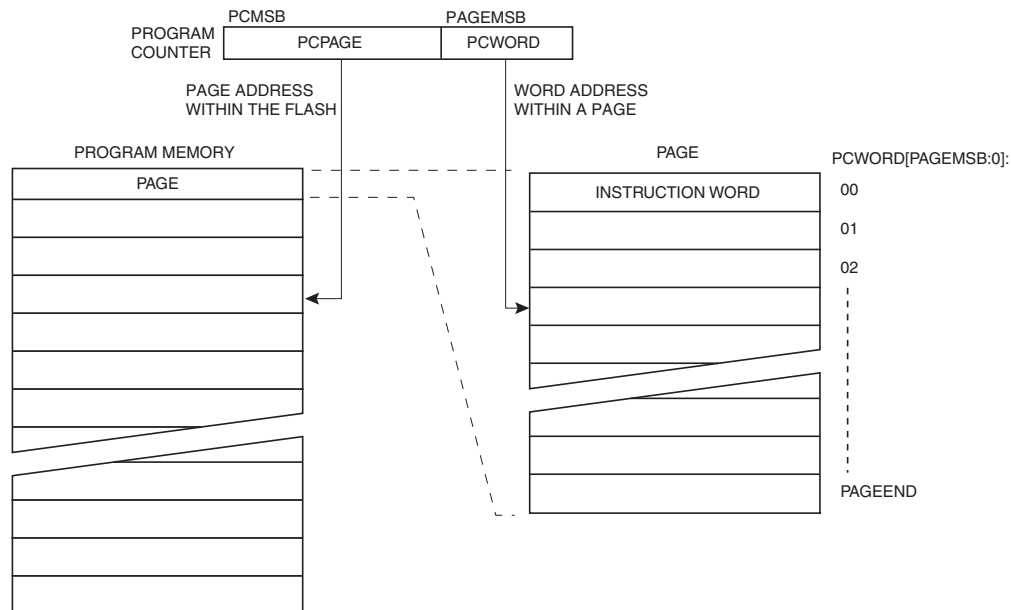 PCMSB
PAGEMSB
PROGRAM
COUNTER
PCPAGE
PCWORD
PAGE ADDRESS
WITHIN THE FLASH
WORD ADDRESS
WITHIN A PAGE
PROGRAM MEMORY
PAGE
PAGE
PCWORD[PAGEMSB:0]:
INSTRUCTION WORD
00
01
02
PAGEEND